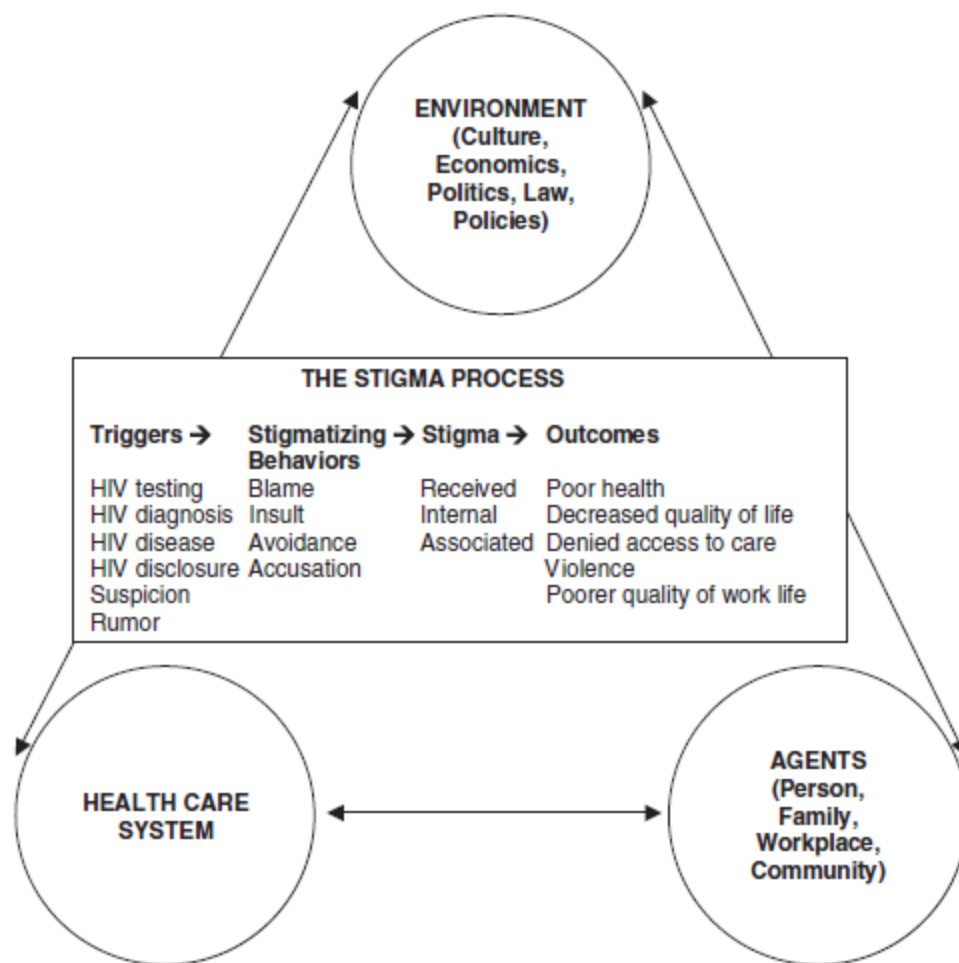 ENVIRONMENT
(Culture,
Economics,
Politics, Law,
Policies)
THE STIGMA PROCESS
Triggers → Stigmatizing → Stigma → Outcomes
Behaviors
HIV testing Blame Received Poor health
HIV diagnosis Insult Internal Decreased quality of life
HIV disease Avoidance Associated Denied access to care
HIV disclosure Accusation Violence
Suspicion Poorer quality of work life
Rumor
HEALTH CARE
SYSTEM
AGENTS
(Person,
Family,
Workplace,
Community)